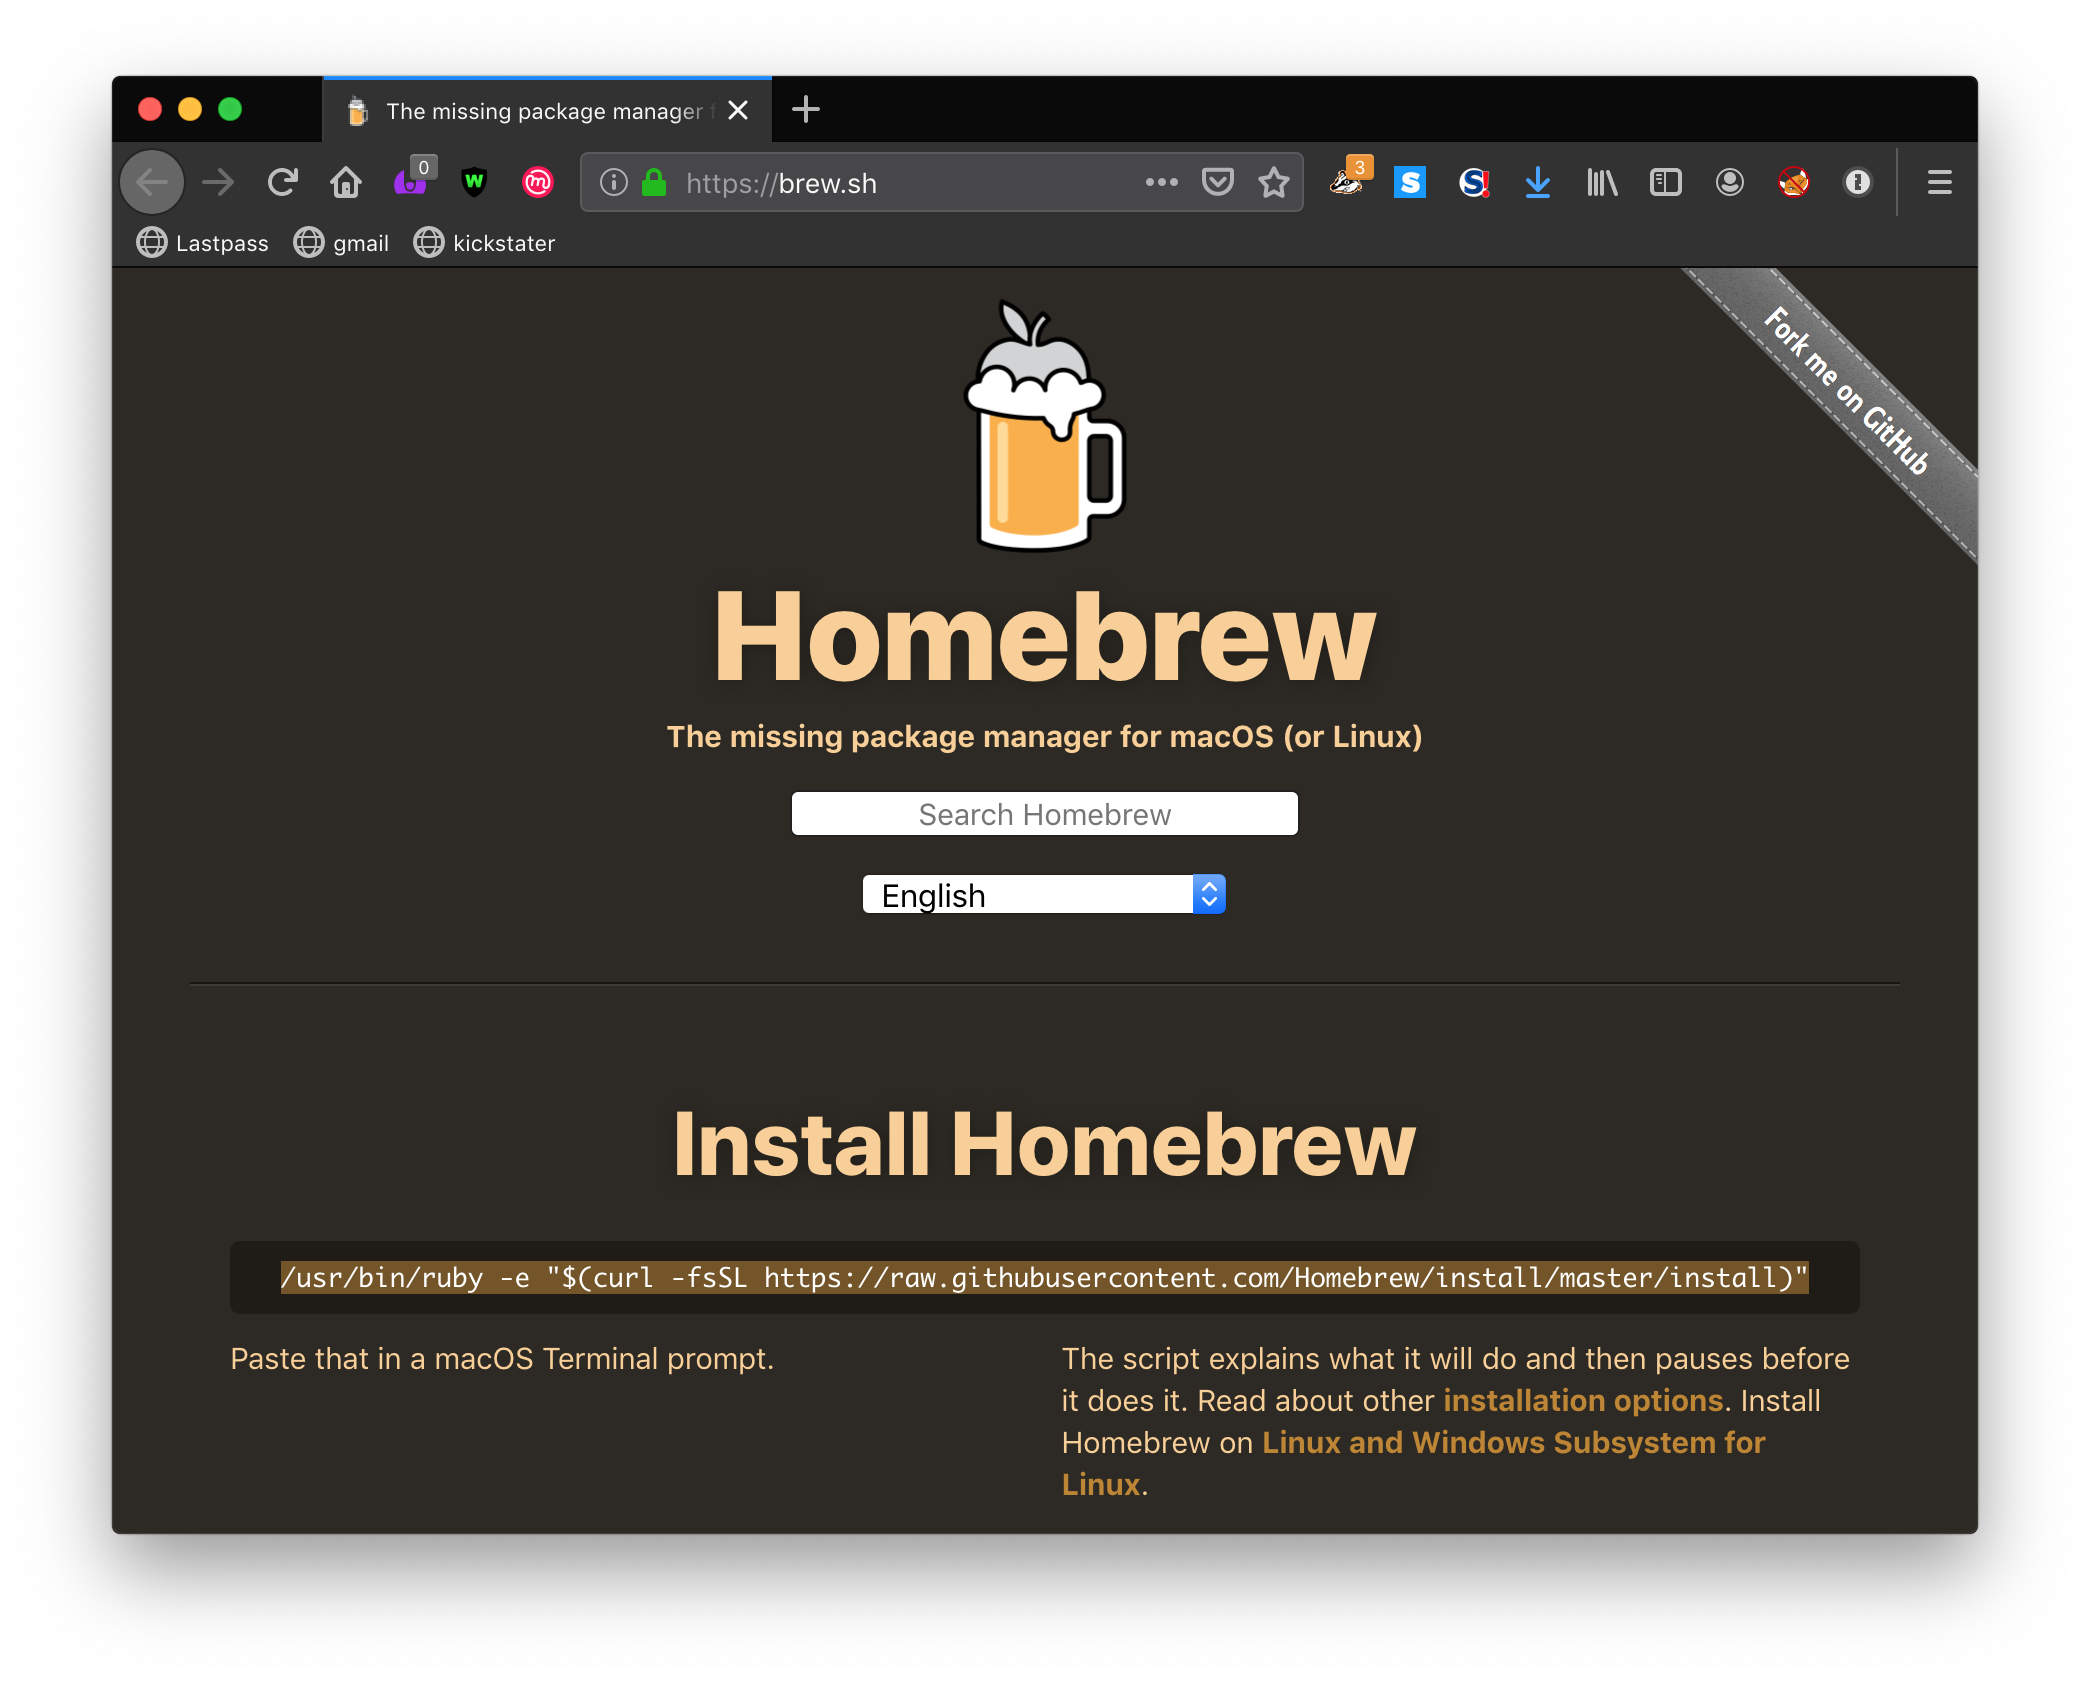 The missing package manager
0
https://brew.sh
3
Lastpass
gmail
kickstater
Fork me on GitHub
Homebrew
The missing package manager for macOS (or Linux)
Search Homebrew
English
Install Homebrew
/usr/bin/ruby -e "$(curl -fsSL https://raw.githubusercontent.com/Homebrew/install/master/install)"
Paste that in a macOS Terminal prompt.
The script explains what it will do and then pauses before
it does it. Read about other installation options. Install
Homebrew on Linux and Windows Subsystem for
Linux.